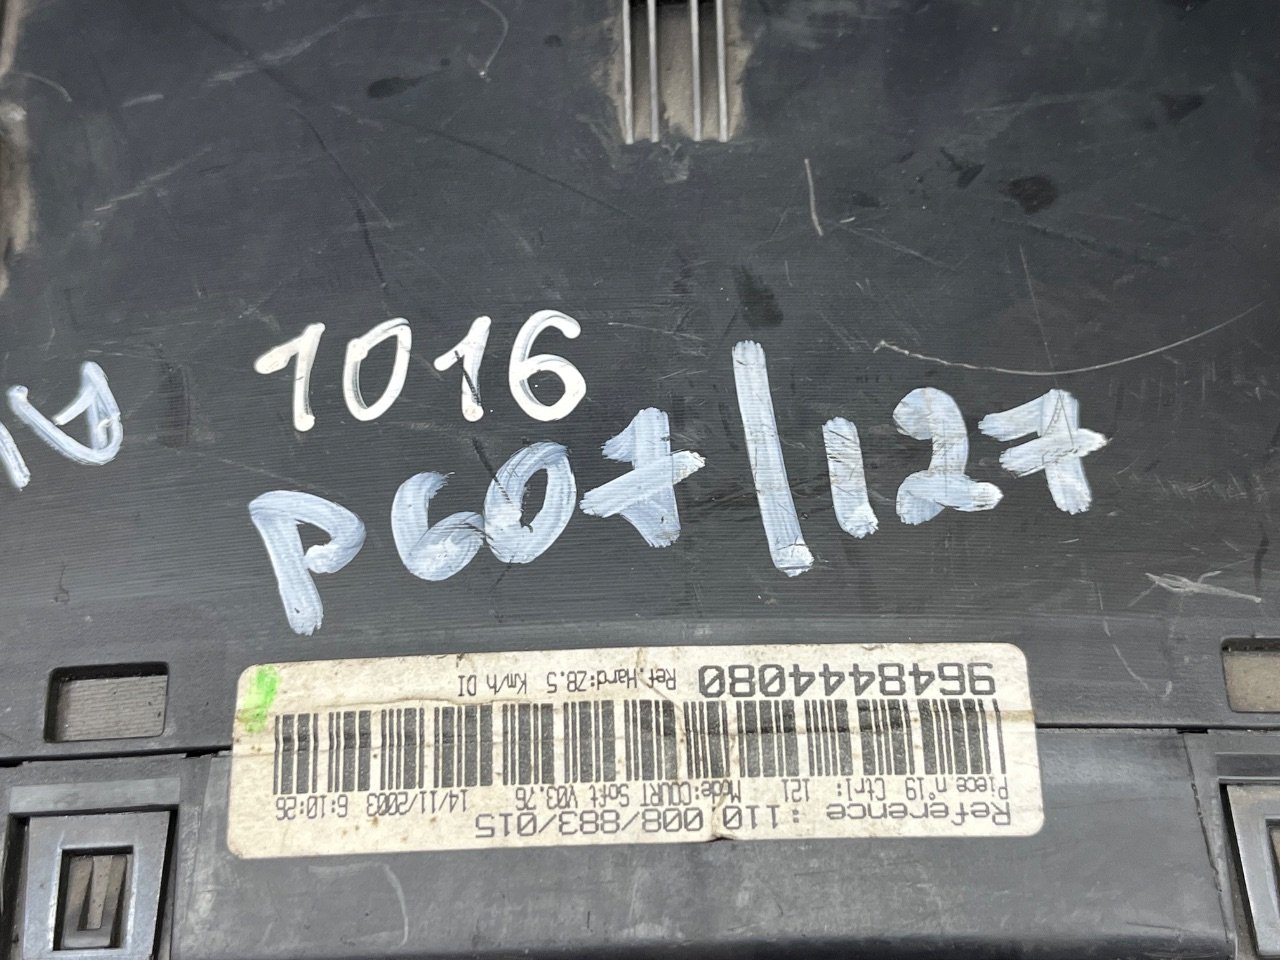 1016
P607/127
Reference : 110 008/883/015
Piece n°19 Ctrl: 121 Mode:COURT Soft V03.76 14/11/2003 6:10:26
9648444080 Ref.Hard:28.5 Km/h DI